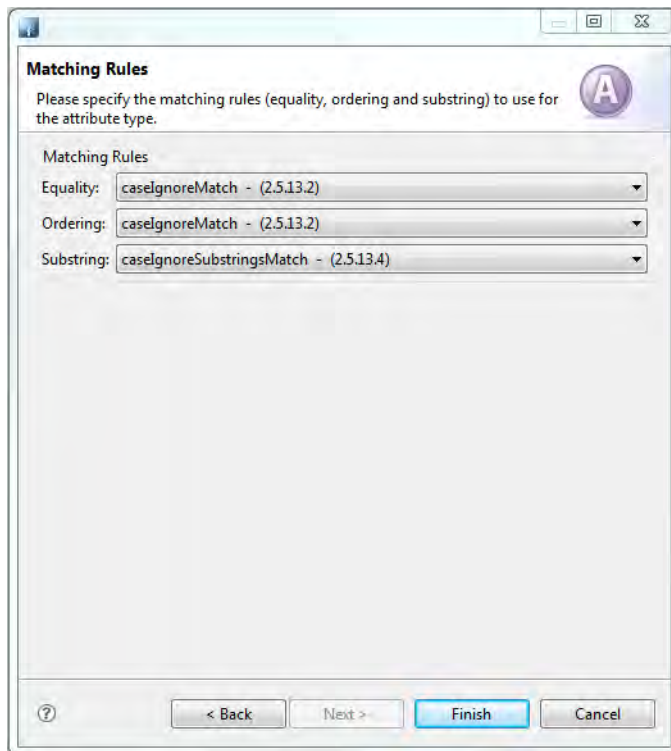 Matching Rules
Please specify the matching rules (equality, ordering and substring) to use for
the attribute type.
A
Matching Rules
Equality: caseIgnoreMatch - (2.5.13.2)
Ordering: caseIgnoreMatch - (2.5.13.2)
Substring: caseIgnoreSubstringsMatch - (2.5.13.4)
? < Back Next > Finish Cancel